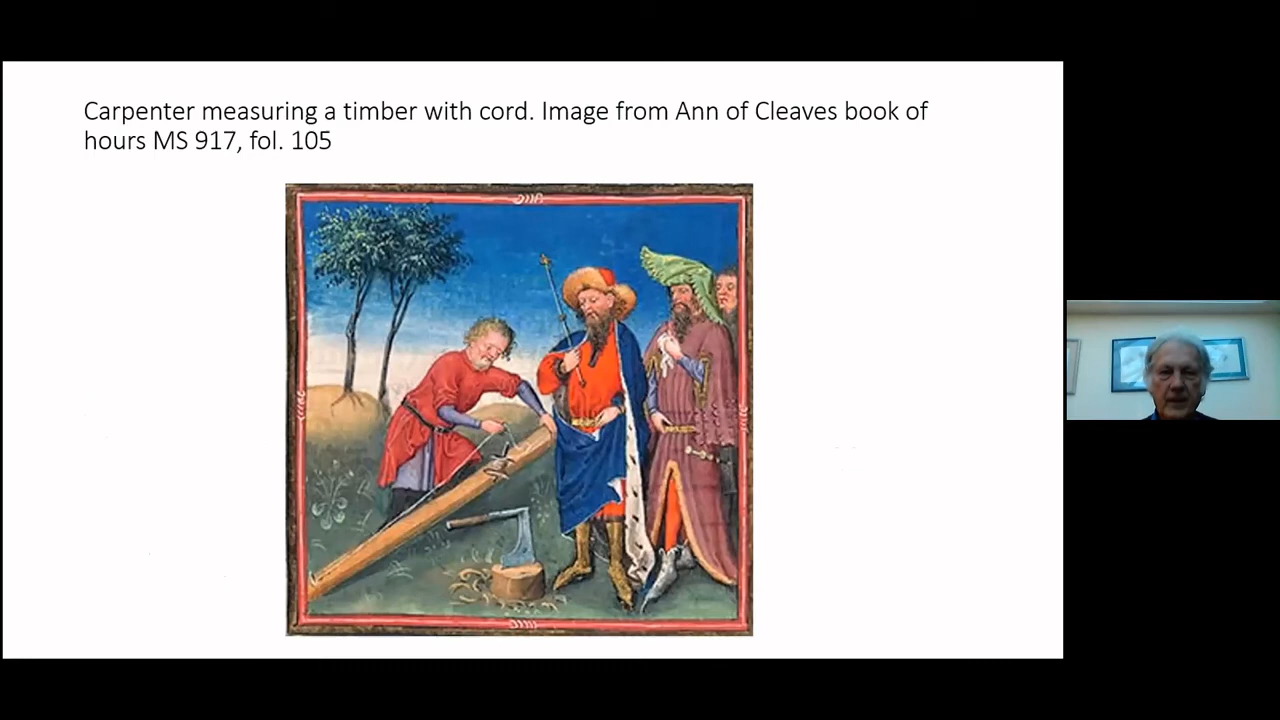 Carpenter measuring a timber with cord. Image from Ann of Cleaves book of
hours MS 917, fol. 105